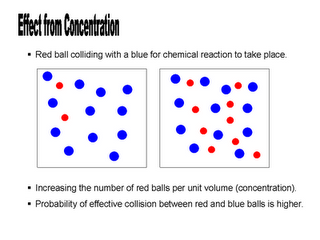 Effect from Concentration
▪ Red ball colliding with a blue for chemical reaction to take place.
▪ Increasing the number of red balls per unit volume (concentration).
▪ Probability of effective collision between red and blue balls is higher.